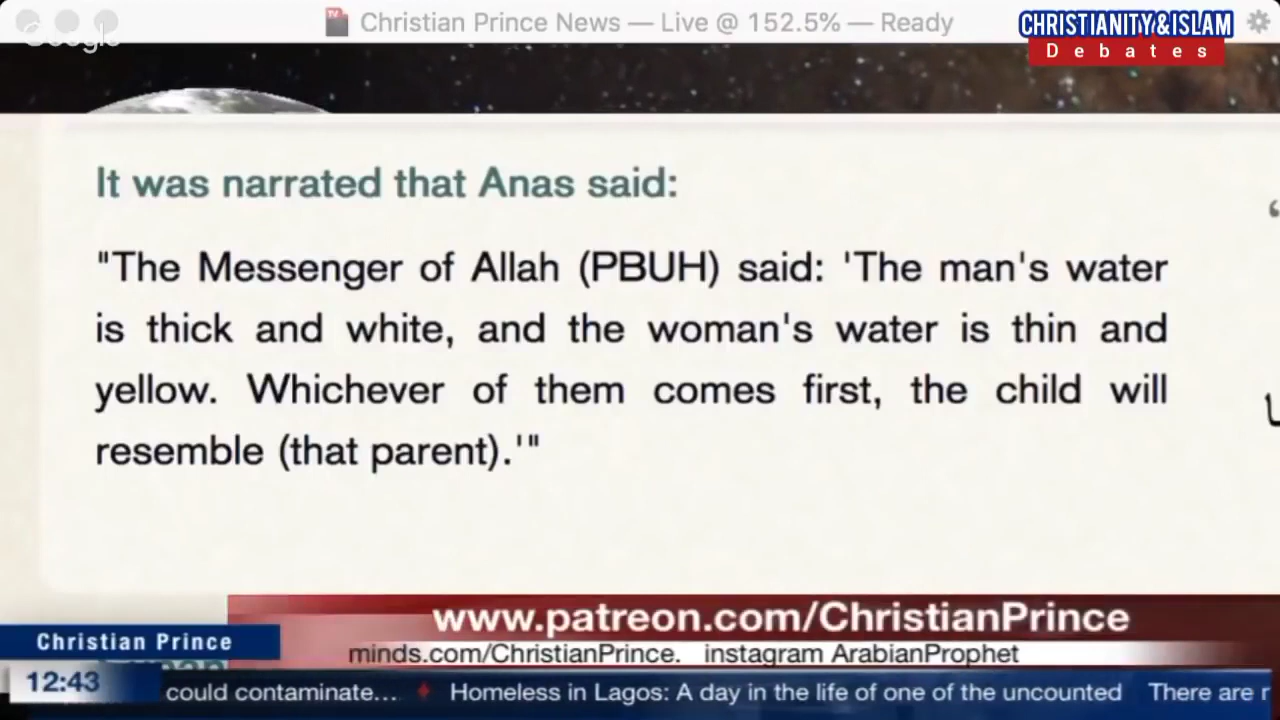 Christian Prince News — Live @ 152.5% — Ready
CHRISTIANITY&ISLAM
Debates
Google
It was narrated that Anas said:
"The Messenger of Allah (PBUH) said: 'The man's water
is thick and white, and the woman's water is thin and
yellow. Whichever of them comes first, the child will
resemble (that parent).'"
www.patreon.com/ChristianPrince
Christian Prince
minds.com/ChristianPrince. instagram ArabianProphet
12:43
could contaminate... Homeless in Lagos: A day in the life of one of the uncounted There are